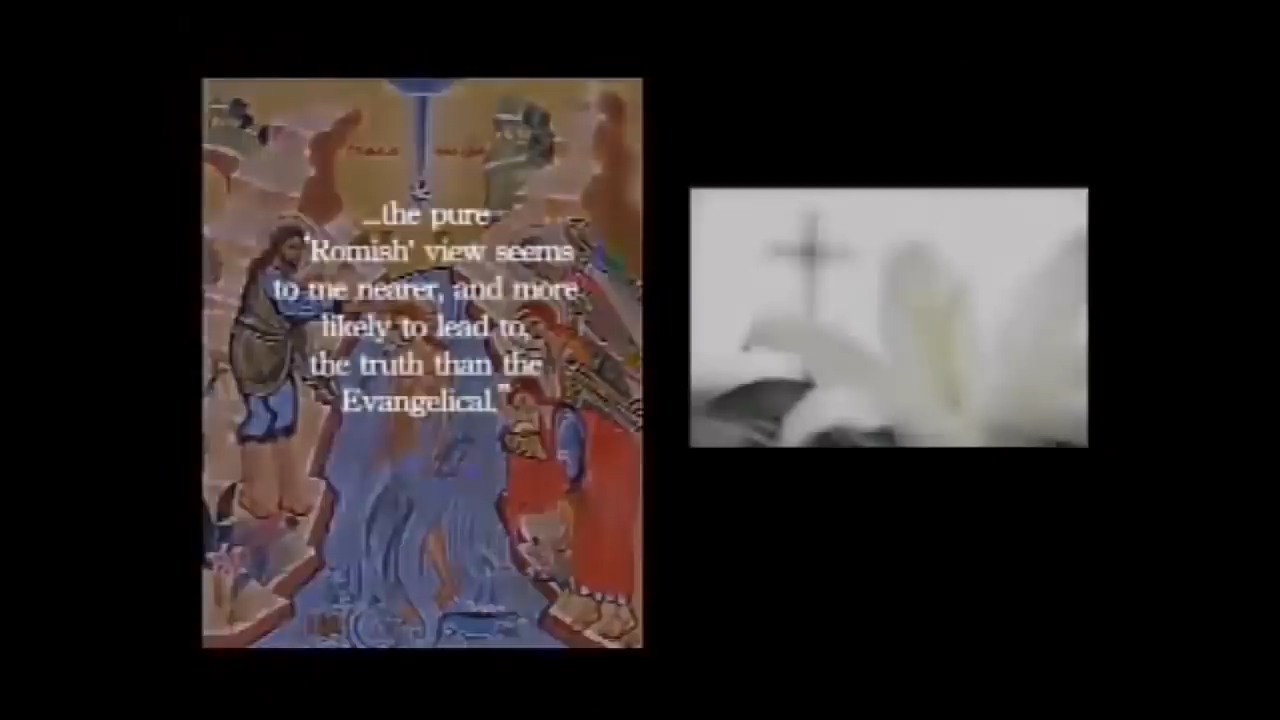 ...the pure
'Romish' view seems
to me nearer, and more
likely to lead to,
the truth than the
Evangelical."